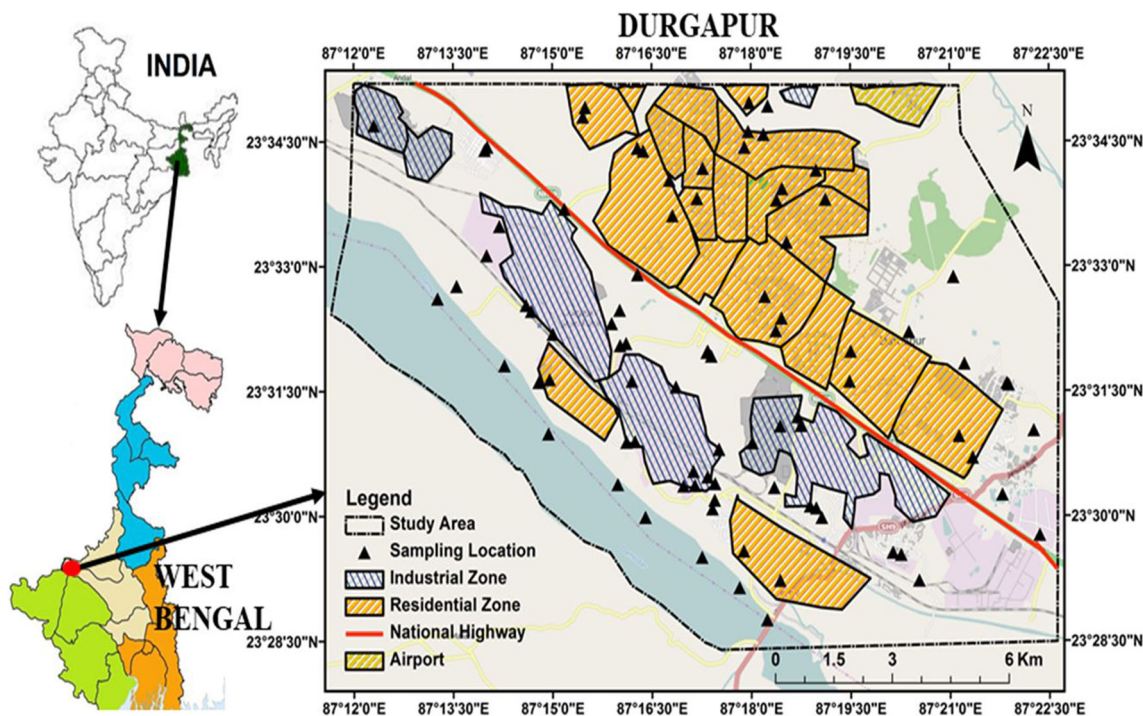 DURGAPUR
INDIA
87°12'0"E 87°13'30"E 87°15'0"E 87°16'30"E 87°18'0"E 87°19'30"E 87°21'0"E 87°22'30"E
N
23°34'30"N 23°34'30"N
23°33'0"N 23°33'0"N
23°31'30"N 23°31'30"N
23°30'0"N 23°30'0"N
23°28'30"N 23°28'30"N
WEST
BENGAL
Legend
Study Area
Sampling Location
Industrial Zone
Residential Zone
National Highway
Airport
SH9
0 1.5 3 6 Km
87°12'0"E 87°13'30"E 87°15'0"E 87°16'30"E 87°18'0"E 87°19'30"E 87°21'0"E 87°22'30"E